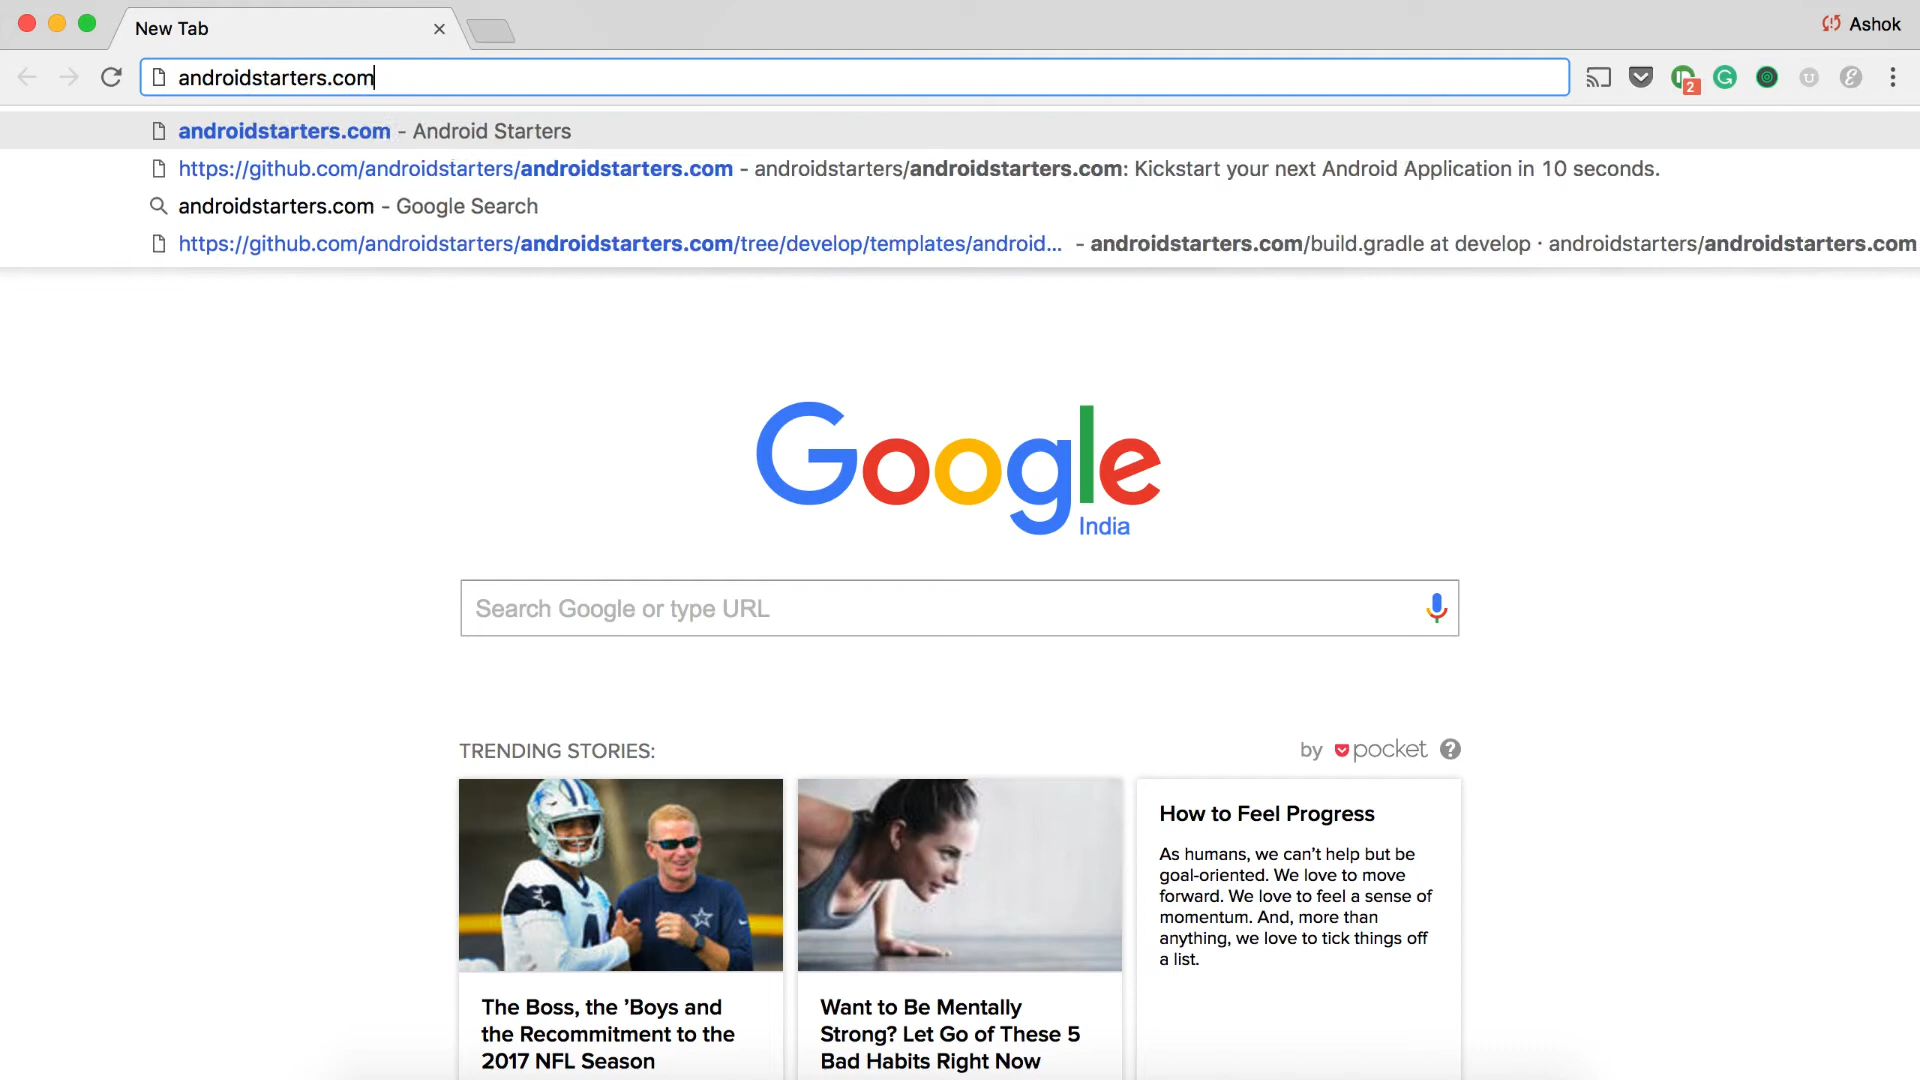 New Tab
Ashok
androidstarters.com
2
androidstarters.com - Android Starters
https://github.com/androidstarters/androidstarters.com - androidstarters/androidstarters.com: Kickstart your next Android Application in 10 seconds.
androidstarters.com - Google Search
https://github.com/androidstarters/androidstarters.com/tree/develop/templates/android... - androidstarters.com/build.gradle at develop · androidstarters/androidstarters.com
Google
India
Search Google or type URL
TRENDING STORIES:
by pocket ?
The Boss, the ’Boys and
the Recommitment to the
2017 NFL Season
Want to Be Mentally
Strong? Let Go of These 5
Bad Habits Right Now
How to Feel Progress
As humans, we can’t help but be
goal-oriented. We love to move
forward. We love to feel a sense of
momentum. And, more than
anything, we love to tick things off
a list.